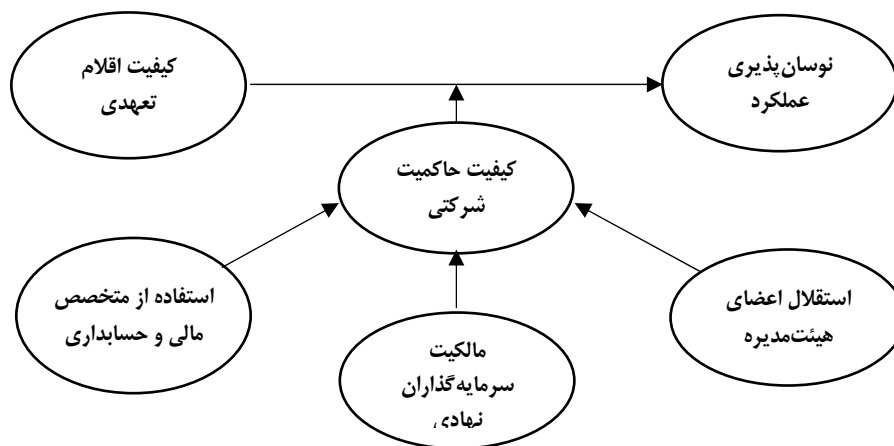 کیفیت اقلام
تعهدی
نوسان‌پذیری
عملکرد
کیفیت حاکمیت
شرکتی
استفاده از متخصص
مالی و حسابداری
مالکیت
سرمایه‌گذاران
نهادی
استقلال اعضای
هیئت‌مدیره